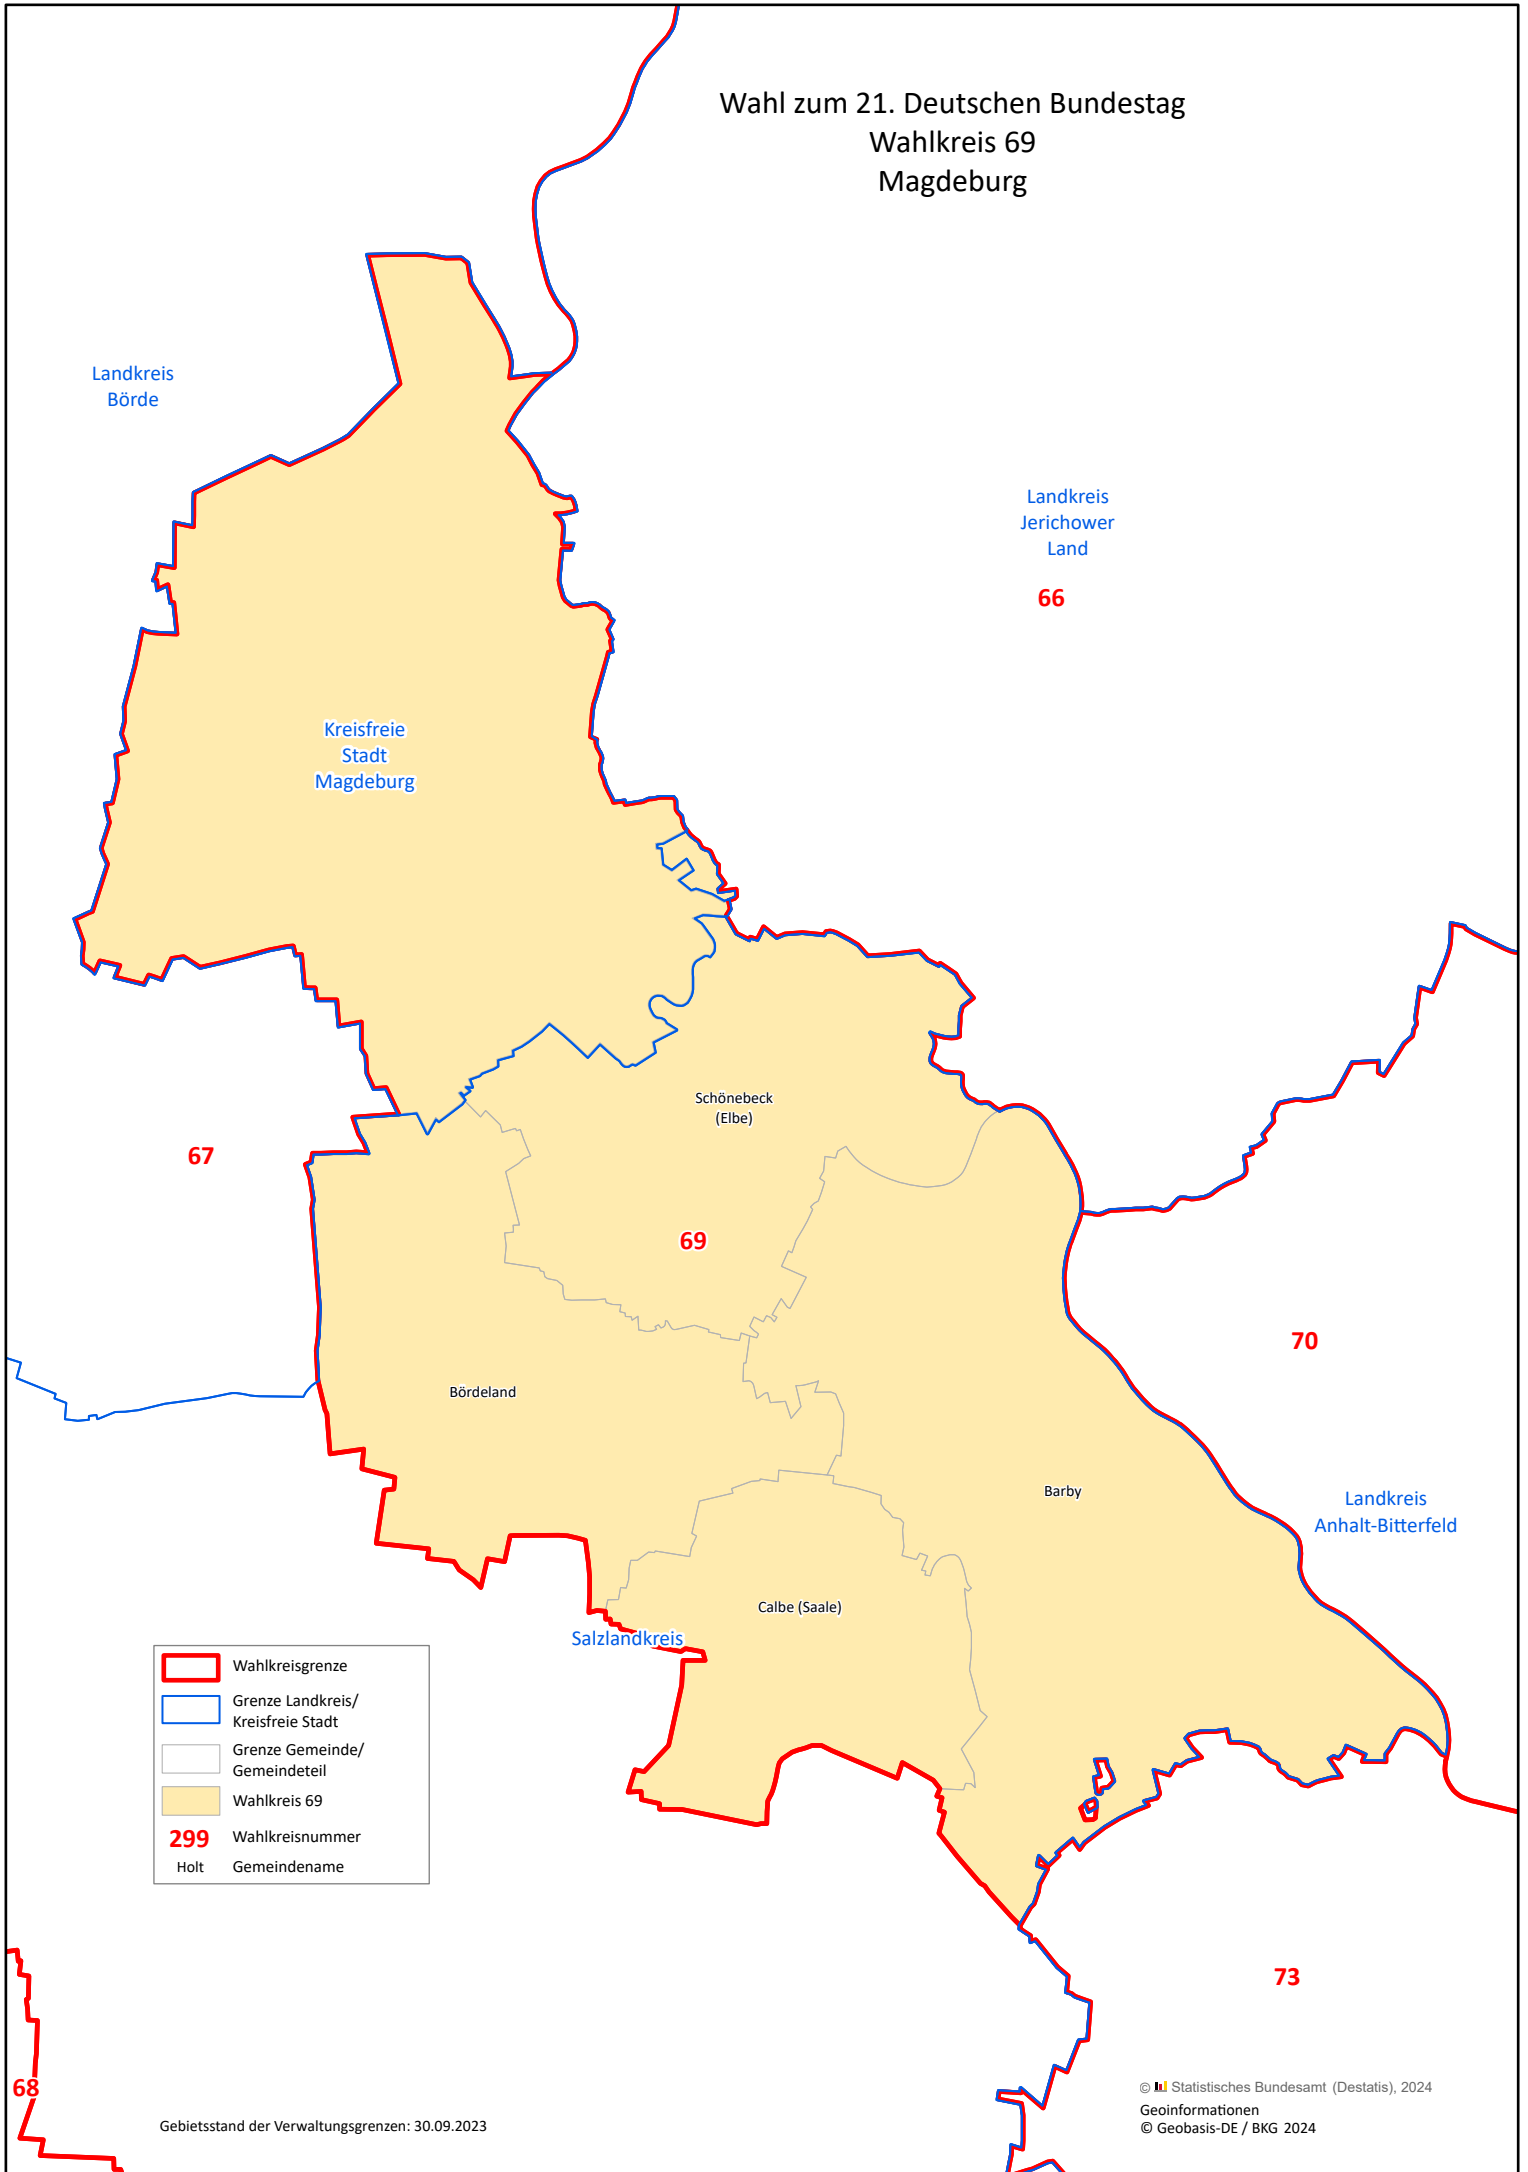 Wahl zum 21. Deutschen Bundestag
Wahlkreis 69
Magdeburg
Landkreis
Börde
Landkreis
Jerichower
Land
66
Kreisfreie
Stadt
Magdeburg
Schönebeck
(Elbe)
67
69
70
Bördeland
Barby
Landkreis
Anhalt-Bitterfeld
Calbe (Saale)
Salzlandkreis
Wahlkreisgrenze
Grenze Landkreis/
Kreisfreie Stadt
Grenze Gemeinde/
Gemeindeteil
Wahlkreis 69
299 Wahlkreisnummer
Holt Gemeindename
73
68
Gebietsstand der Verwaltungsgrenzen: 30.09.2023
© Statistisches Bundesamt (Destatis), 2024
Geoinformationen
© Geobasis-DE / BKG 2024